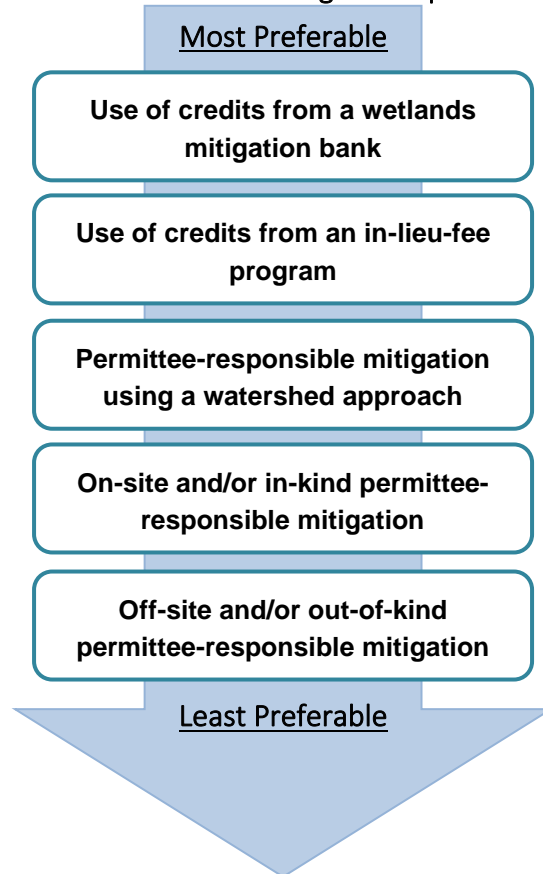 Most Preferable
Use of credits from a wetlands
mitigation bank
Use of credits from an in-lieu-fee
program
Permittee-responsible mitigation
using a watershed approach
On-site and/or in-kind permittee-
responsible mitigation
Off-site and/or out-of-kind
permittee-responsible mitigation
Least Preferable